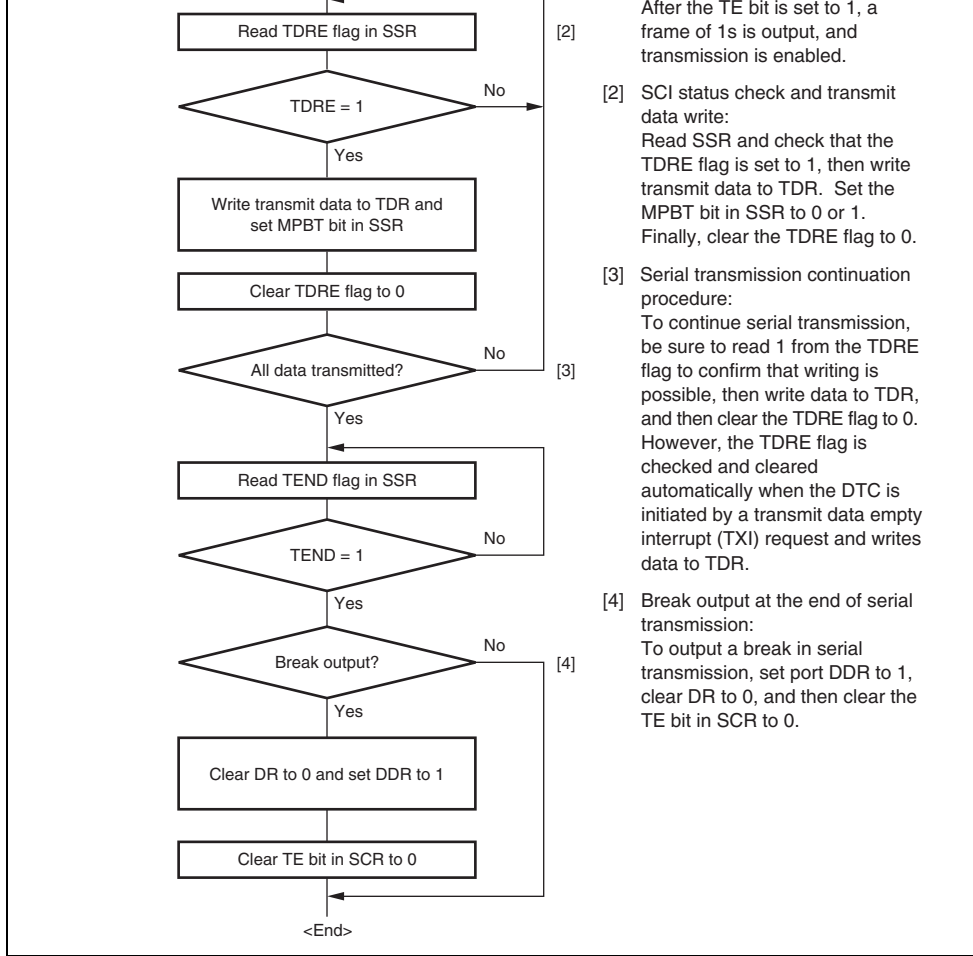 After the TE bit is set to 1, a
frame of 1s is output, and
transmission is enabled.
Read TDRE flag in SSR
[2]
TDRE = 1
No
Yes
[2] SCI status check and transmit
data write:
Read SSR and check that the
TDRE flag is set to 1, then write
transmit data to TDR. Set the
MPBT bit in SSR to 0 or 1.
Finally, clear the TDRE flag to 0.
Write transmit data to TDR and
set MPBT bit in SSR
Clear TDRE flag to 0
All data transmitted?
No
[3]
Yes
[3] Serial transmission continuation
procedure:
To continue serial transmission,
be sure to read 1 from the TDRE
flag to confirm that writing is
possible, then write data to TDR,
and then clear the TDRE flag to 0.
However, the TDRE flag is
checked and cleared
automatically when the DTC is
initiated by a transmit data empty
interrupt (TXI) request and writes
data to TDR.
Read TEND flag in SSR
TEND = 1
No
Yes
Break output?
No
[4]
Yes
[4] Break output at the end of serial
transmission:
To output a break in serial
transmission, set port DDR to 1,
clear DR to 0, and then clear the
TE bit in SCR to 0.
Clear DR to 0 and set DDR to 1
Clear TE bit in SCR to 0
<End>